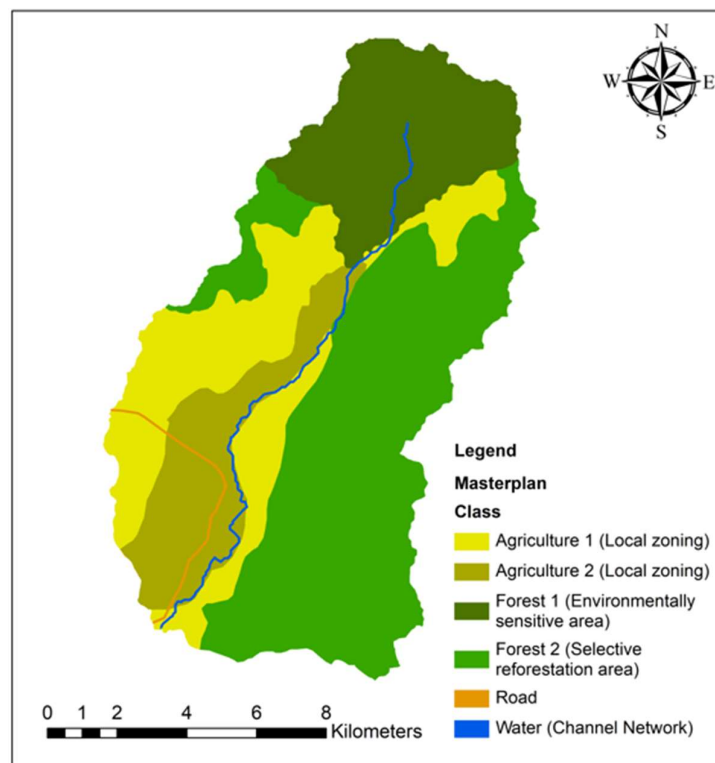 N
W E
S
Legend
Masterplan
Class
Agriculture 1 (Local zoning)
Agriculture 2 (Local zoning)
Forest 1 (Environmentally
sensitive area)
Forest 2 (Selective
reforestation area)
Road
Water (Channel Network)
0 1 2 4 6 8
Kilometers